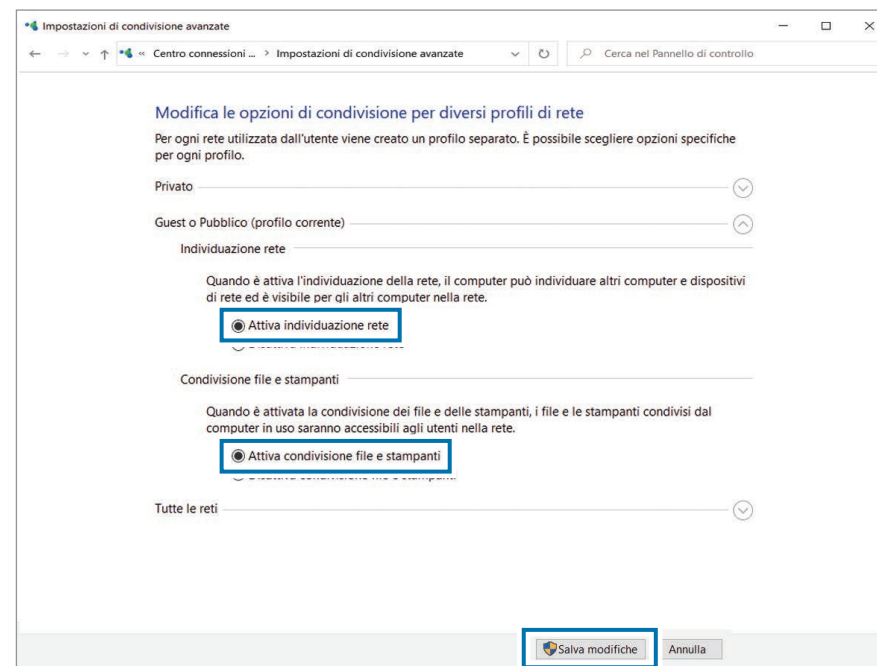 Impostazioni di condivisione avanzate
« Centro connessioni ... > Impostazioni di condivisione avanzate
Cerca nel Pannello di controllo
Modifica le opzioni di condivisione per diversi profili di rete
Per ogni rete utilizzata dall'utente viene creato un profilo separato. È possibile scegliere opzioni specifiche
per ogni profilo.
Privato
Guest o Pubblico (profilo corrente)
Individuazione rete
Quando è attiva l'individuazione della rete, il computer può individuare altri computer e dispositivi
di rete ed è visibile per gli altri computer nella rete.
Attiva individuazione rete
Condivisione file e stampanti
Quando è attivata la condivisione dei file e delle stampanti, i file e le stampanti condivisi dal
computer in uso saranno accessibili agli utenti nella rete.
Attiva condivisione file e stampanti
Tutte le reti
Salva modifiche
Annulla